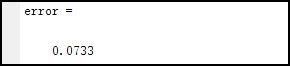 error =
0.0733